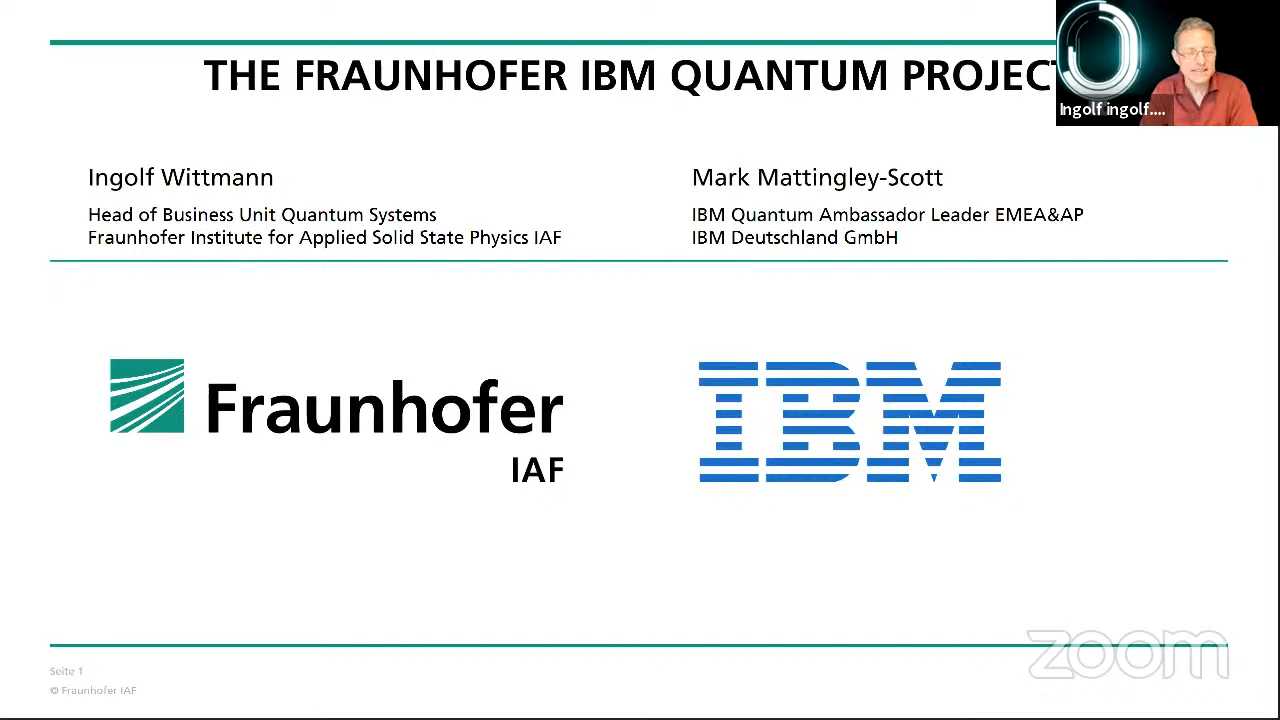 THE FRAUNHOFER IBM QUANTUM PROJECT
Ingolf ingolf....
Ingolf Wittmann
Head of Business Unit Quantum Systems
Fraunhofer Institute for Applied Solid State Physics IAF
Mark Mattingley-Scott
IBM Quantum Ambassador Leader EMEA&AP
IBM Deutschland GmbH
Fraunhofer
IAF
IBM
zoom
Seite 1
© Fraunhofer IAF